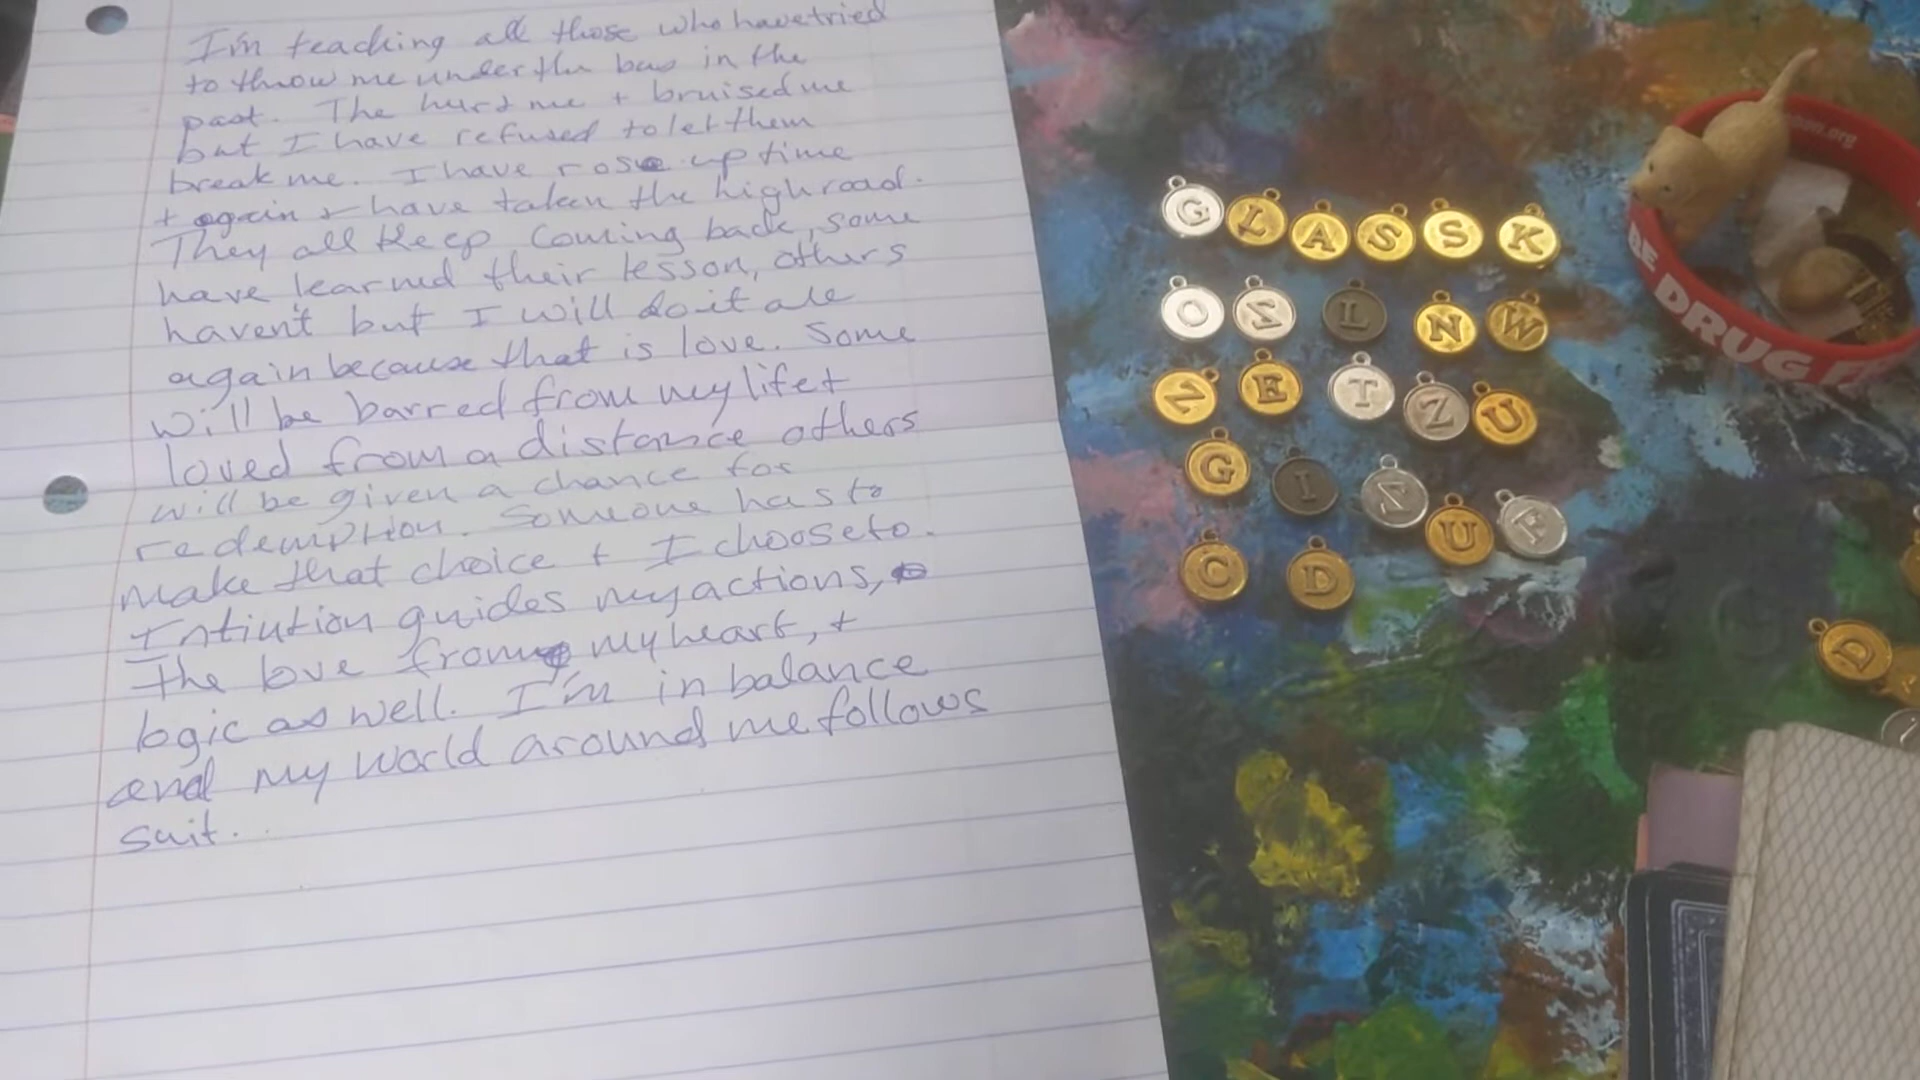 I'm teaching all those who have tried
to throw me under the bus in the
past. The hurt me + bruised me
but I have refused to let them
break me. I have rose up time
+ again + have taken the high road.
They all keep coming back, some
have learned their lesson, others
haven't but I will do it all
again because that is love. Some
will be barred from my life +
loved from a distance others
will be given a chance for
redemption. Someone has to
make that choice + I choose to.
Intiution guides my actions,
The love from my heart, +
logic as well. I'm in balance
and my world around me follows
suit.
G L A S S K
O Z L N W
N E T Z U
G I Z U F
C D
D
.org
BE DRUG F